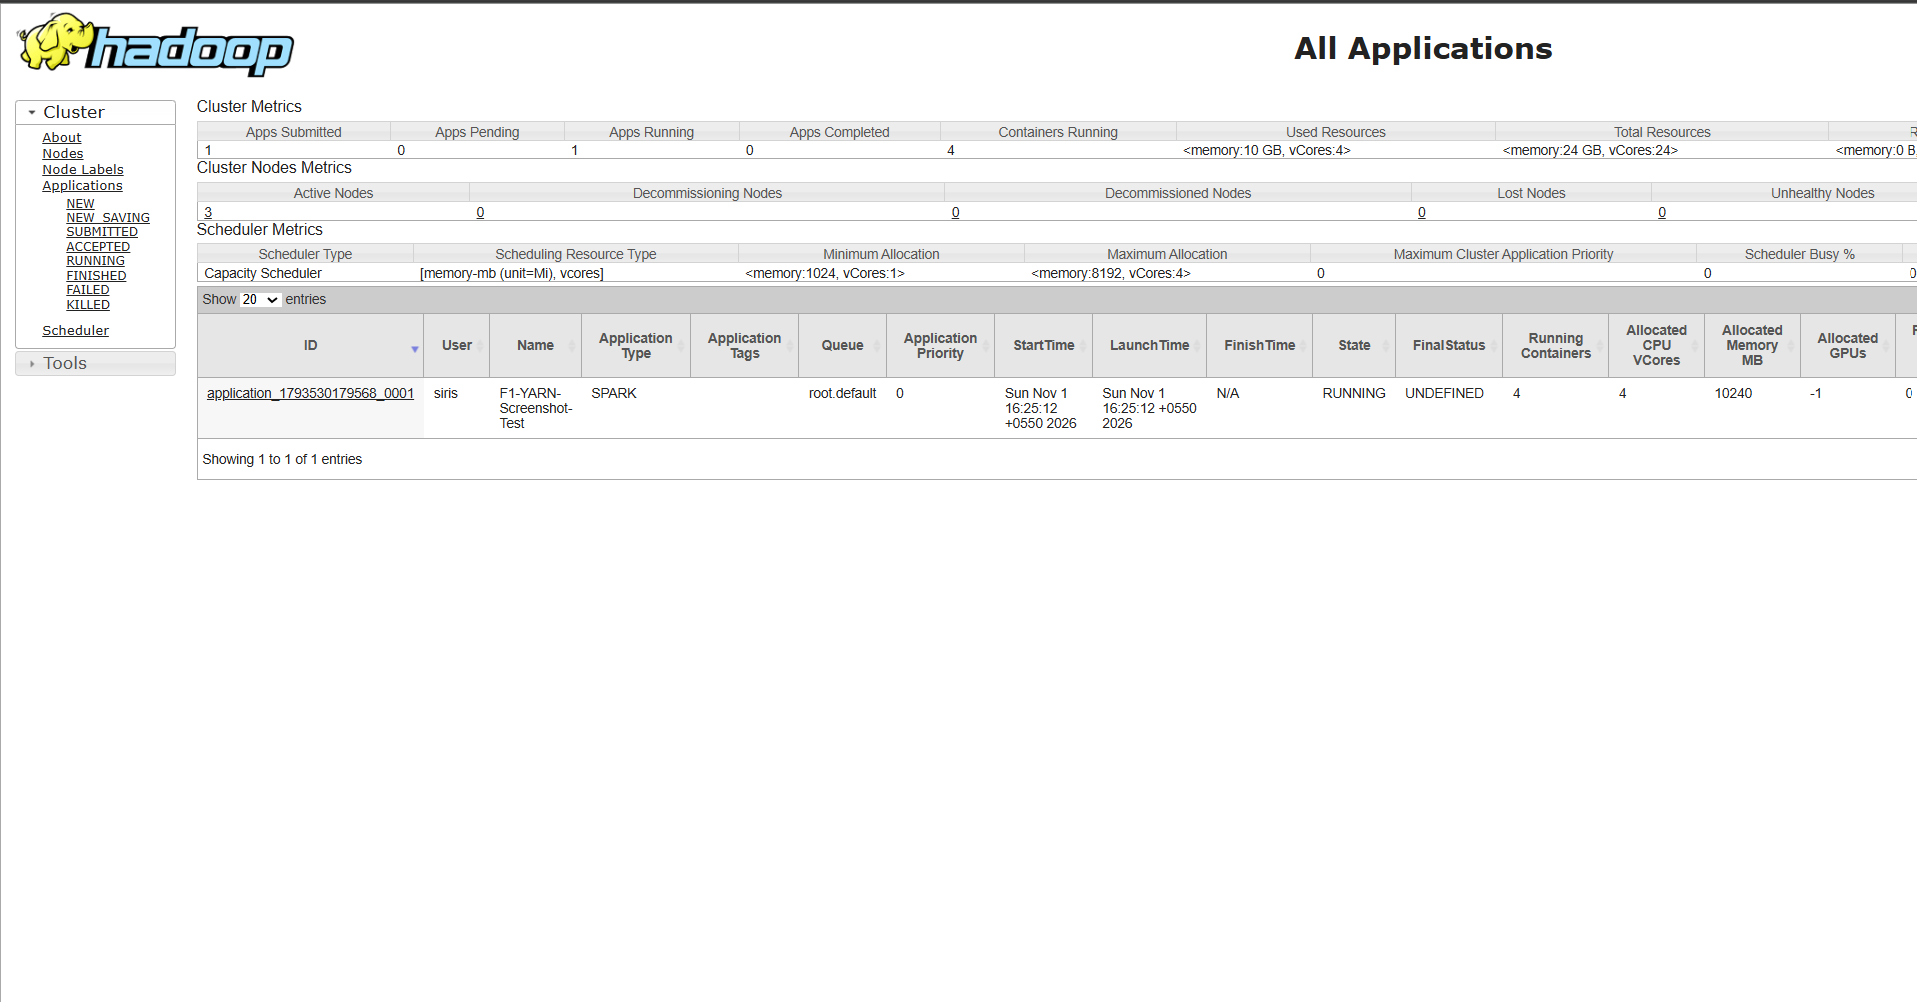 hadoop
All Applications
Cluster
About
Nodes
Node Labels
Applications
NEW
NEW_SAVING
SUBMITTED
ACCEPTED
RUNNING
FINISHED
FAILED
KILLED
Scheduler
Tools
Cluster Metrics
Apps Submitted Apps Pending Apps Running Apps Completed Containers Running Used Resources Total Resources
1 0 1 0 4 <memory:10 GB, vCores:4> <memory:24 GB, vCores:24> <memory:0 B,
Cluster Nodes Metrics
Active Nodes Decommissioning Nodes Decommissioned Nodes Lost Nodes Unhealthy Nodes
3 0 0 0 0
Scheduler Metrics
Scheduler Type Scheduling Resource Type Minimum Allocation Maximum Allocation Maximum Cluster Application Priority Scheduler Busy %
Capacity Scheduler [memory-mb (unit=Mi), vcores] <memory:1024, vCores:1> <memory:8192, vCores:4> 0 0 0
Show 20 entries
ID User Name Application Type Application Tags Queue Application Priority StartTime LaunchTime FinishTime State FinalStatus Running Containers Allocated CPU VCores Allocated Memory MB Allocated GPUs
application_1793530179568_0001 siris F1-YARN- SPARK root.default 0 Sun Nov 1 Sun Nov 1 N/A RUNNING UNDEFINED 4 4 10240 -1 0
Screenshot- 16:25:12 16:25:12 +0550
Test +0550 2026 2026
Showing 1 to 1 of 1 entries